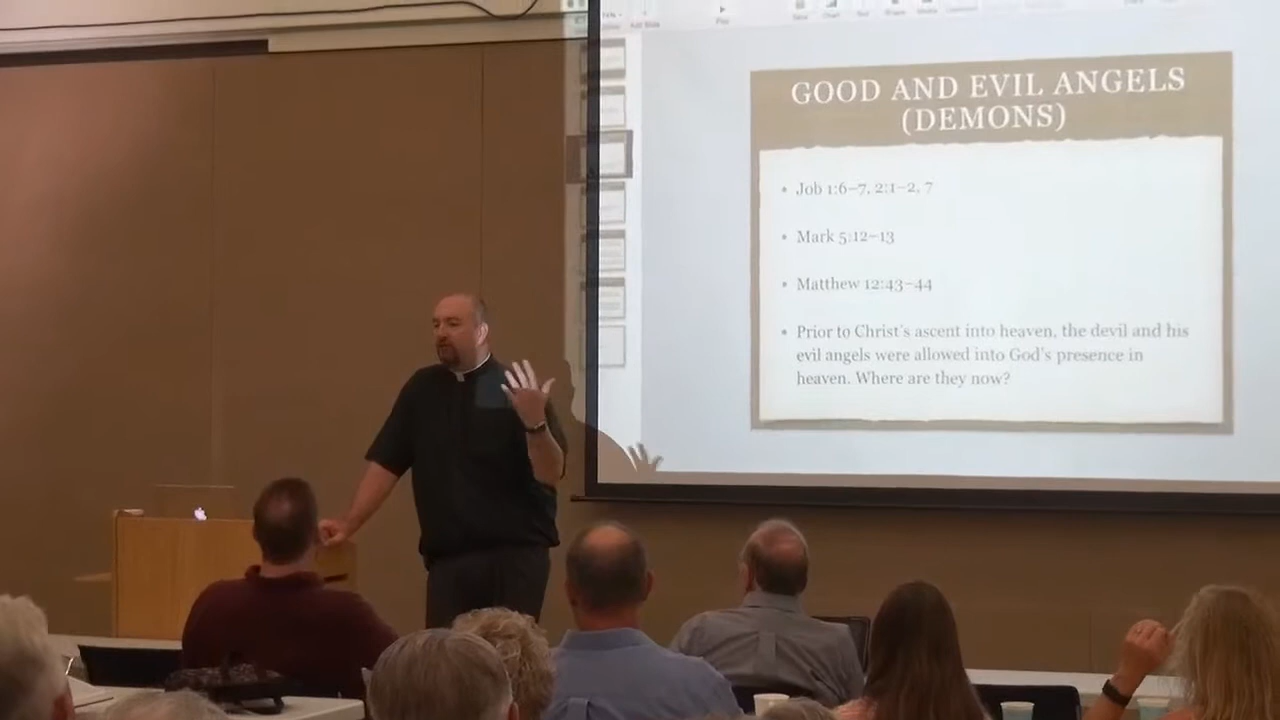 GOOD AND EVIL ANGELS
(DEMONS)
• Job 1:6–7, 2:1–2, 7
• Mark 5:12–13
• Matthew 12:43–44
• Prior to Christ's ascent into heaven, the devil and his
evil angels were allowed into God's presence in
heaven. Where are they now?